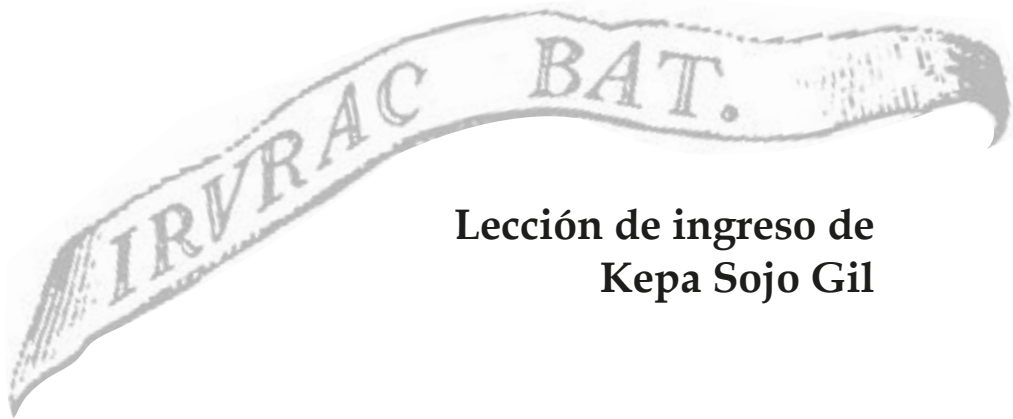 IRVRAC BAT.
Lección de ingreso de
Kepa Sojo Gil